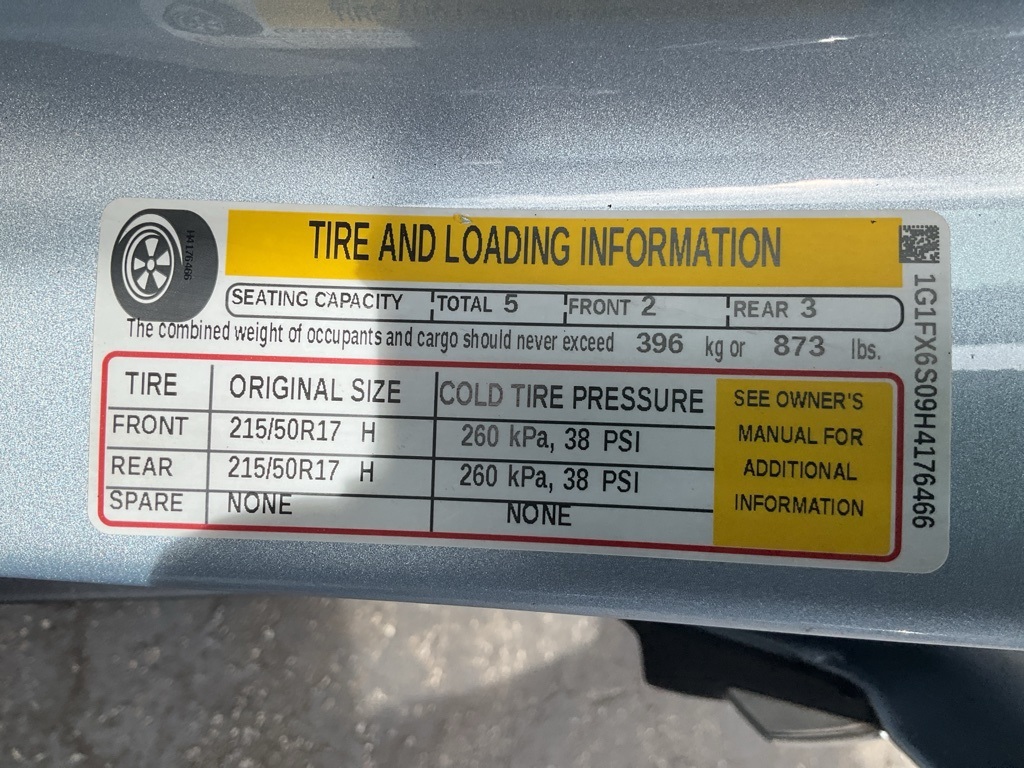 TIRE AND LOADING INFORMATION
SEATING CAPACITY TOTAL 5 FRONT 2 REAR 3
The combined weight of occupants and cargo should never exceed 396 kg or 873 lbs.
TIRE ORIGINAL SIZE COLD TIRE PRESSURE
FRONT 215/50R17 H 260 kPa, 38 PSI
REAR 215/50R17 H 260 kPa, 38 PSI
SPARE NONE NONE
SEE OWNER'S
MANUAL FOR
ADDITIONAL
INFORMATION
1G1FX6S09H4176466
H4176466